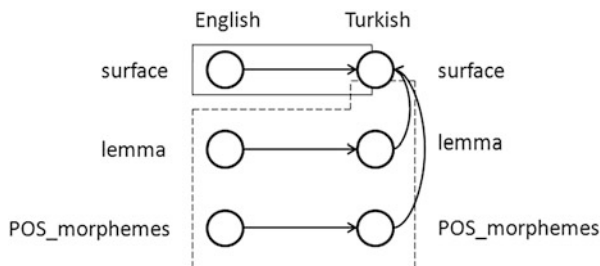 English Turkish
surface surface
lemma lemma
POS_morphemes POS_morphemes